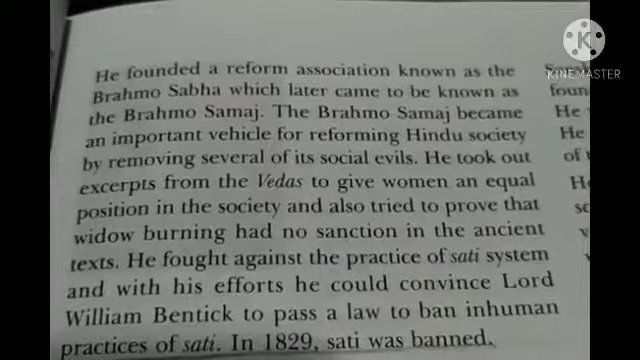 He founded a reform association known as the
Brahmo Sabha which later came to be known as
the Brahmo Samaj. The Brahmo Samaj became
an important vehicle for reforming Hindu society
by removing several of its social evils. He took out
excerpts from the Vedas to give women an equal
position in the society and also tried to prove that
widow burning had no sanction in the ancient
texts. He fought against the practice of sati system
and with his efforts he could convince Lord
William Bentick to pass a law to ban inhuman
practices of sati. In 1829, sati was banned.
foun
He
He
of
K
KINEMASTER